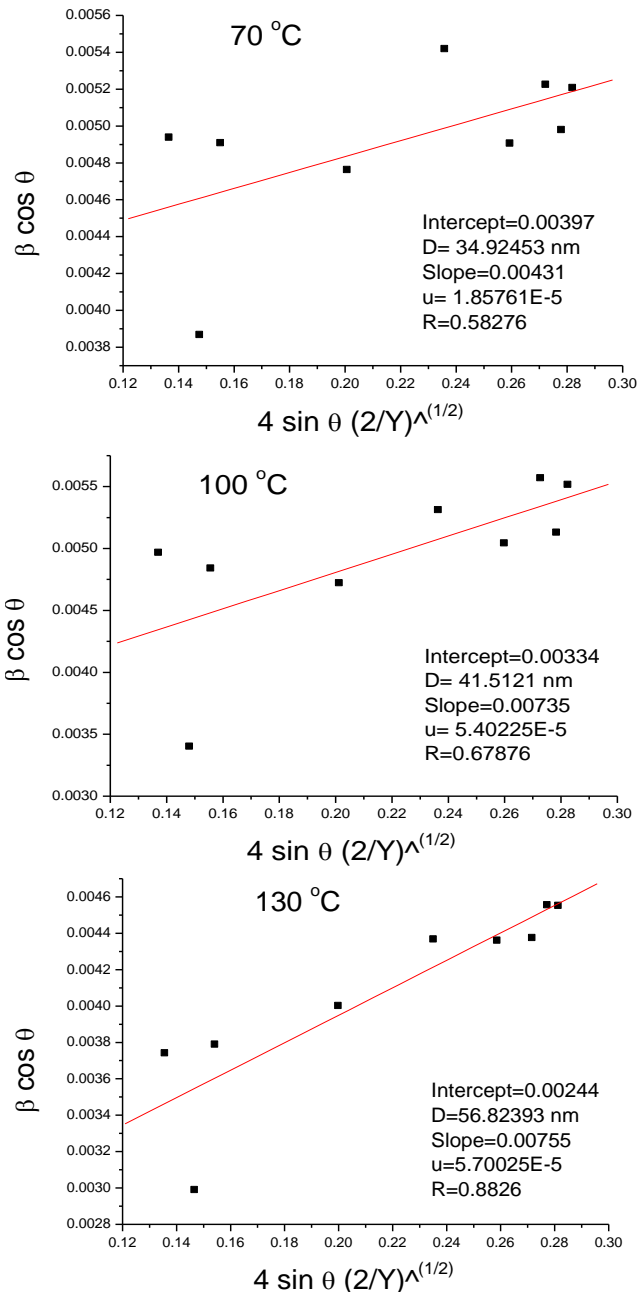 70 °C
0.0056
0.0054
0.0052
0.0050
0.0048
0.0046
0.0044
0.0042
0.0040
0.0038
β cos θ
Intercept=0.00397
D= 34.92453 nm
Slope=0.00431
u= 1.85761E-5
R=0.58276
0.12 0.14 0.16 0.18 0.20 0.22 0.24 0.26 0.28 0.30
4 sin θ (2/Y)^(1/2)
100 °C
0.0055
0.0050
0.0045
0.0040
0.0035
0.0030
β cos θ
Intercept=0.00334
D= 41.5121 nm
Slope=0.00735
u= 5.40225E-5
R=0.67876
0.12 0.14 0.16 0.18 0.20 0.22 0.24 0.26 0.28 0.30
4 sin θ (2/Y)^(1/2)
130 °C
0.0046
0.0044
0.0042
0.0040
0.0038
0.0036
0.0034
0.0032
0.0030
0.0028
β cos θ
Intercept=0.00244
D=56.82393 nm
Slope=0.00755
u=5.70025E-5
R=0.8826
0.12 0.14 0.16 0.18 0.20 0.22 0.24 0.26 0.28 0.30
4 sin θ (2/Y)^(1/2)